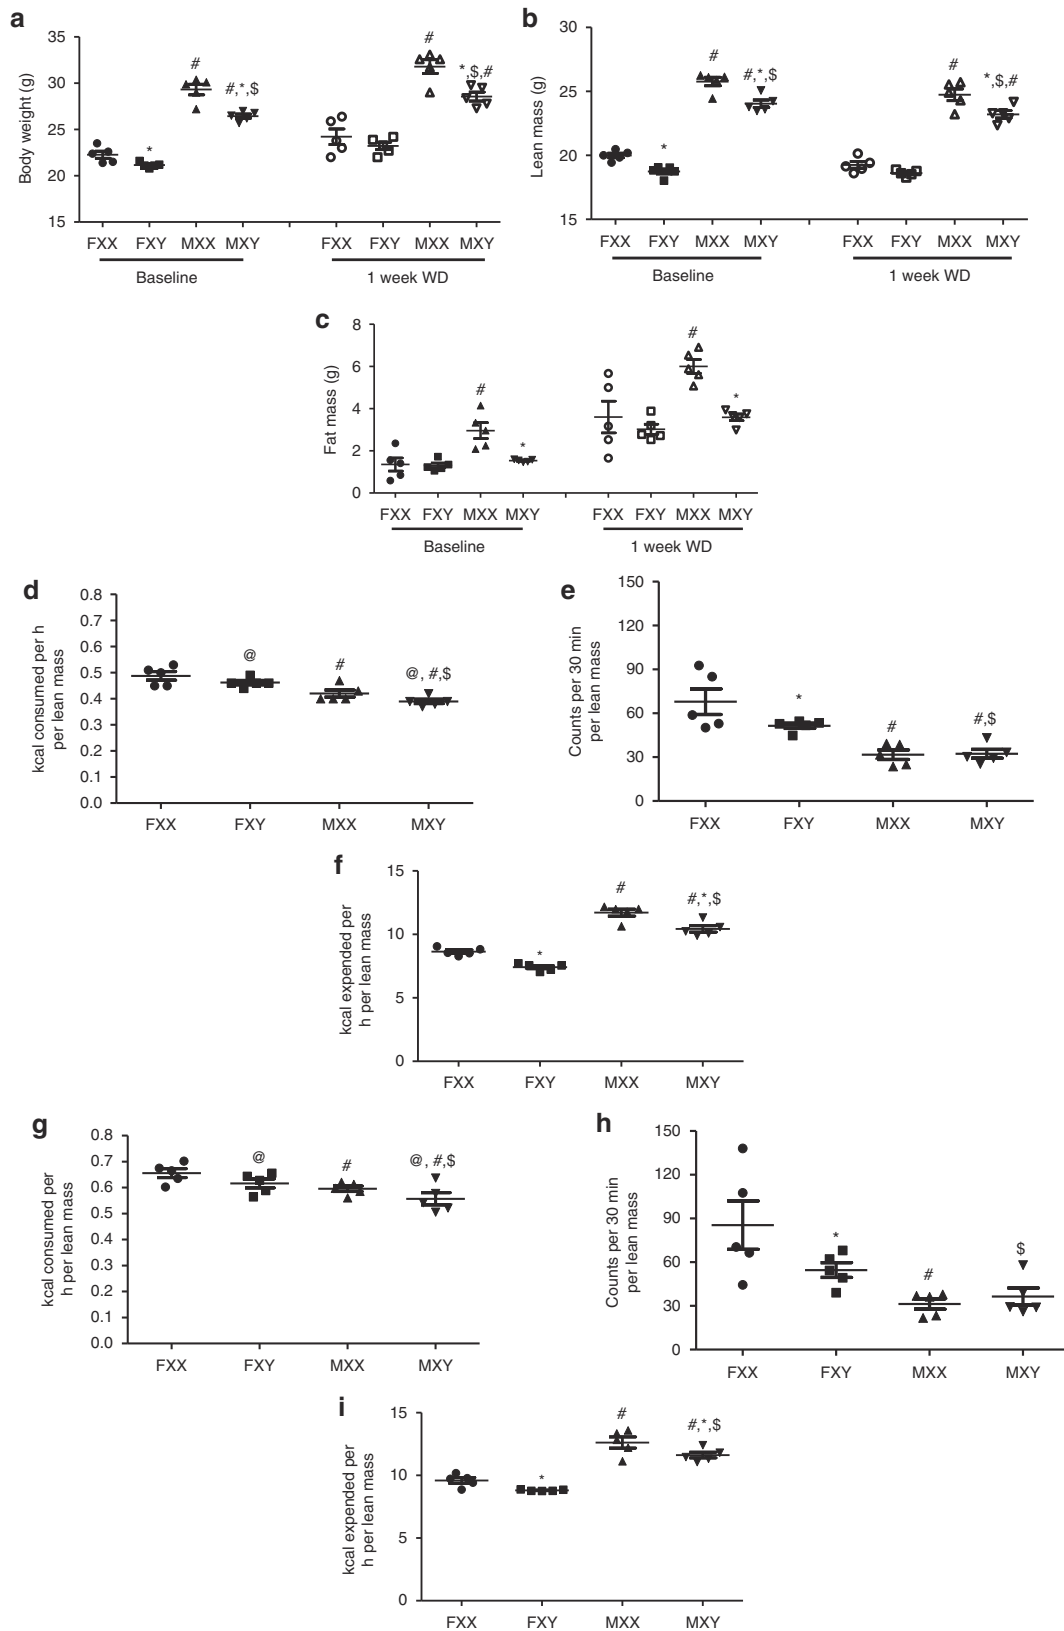 a
Body weight (g)
35
30
25
20
15
#
*
#,*,$
#
*,$,#
FXX FXY MXX MXY FXX FXY MXX MXY
Baseline 1 week WD
b
Lean mass (g)
30
25
20
15
*
#
#,*,$
#
*,$,#
FXX FXY MXX MXY FXX FXY MXX MXY
Baseline 1 week WD
c
Fat mass (g)
8
6
4
2
0
#
*
#
*
FXX FXY MXX MXY FXX FXY MXX MXY
Baseline 1 week WD
d
kcal consumed per h
per lean mass
0.8
0.7
0.6
0.5
0.4
0.3
0.2
0.1
0.0
@
#
@, #,$
FXX FXY MXX MXY
e
Counts per 30 min
per lean mass
150
120
90
60
30
0
*
#
#,$
FXX FXY MXX MXY
f
kcal expended per
h per lean mass
15
10
5
0
*
#
#,*,$
FXX FXY MXX MXY
g
kcal consumed per
h per lean mass
0.8
0.7
0.6
0.5
0.4
0.3
0.2
0.1
0.0
@
#
@, #,$
FXX FXY MXX MXY
h
Counts per 30 min
per lean mass
150
120
90
60
30
0
*
#
$
FXX FXY MXX MXY
i
kcal expended per
h per lean mass
15
10
5
0
*
#
#,*,$
FXX FXY MXX MXY